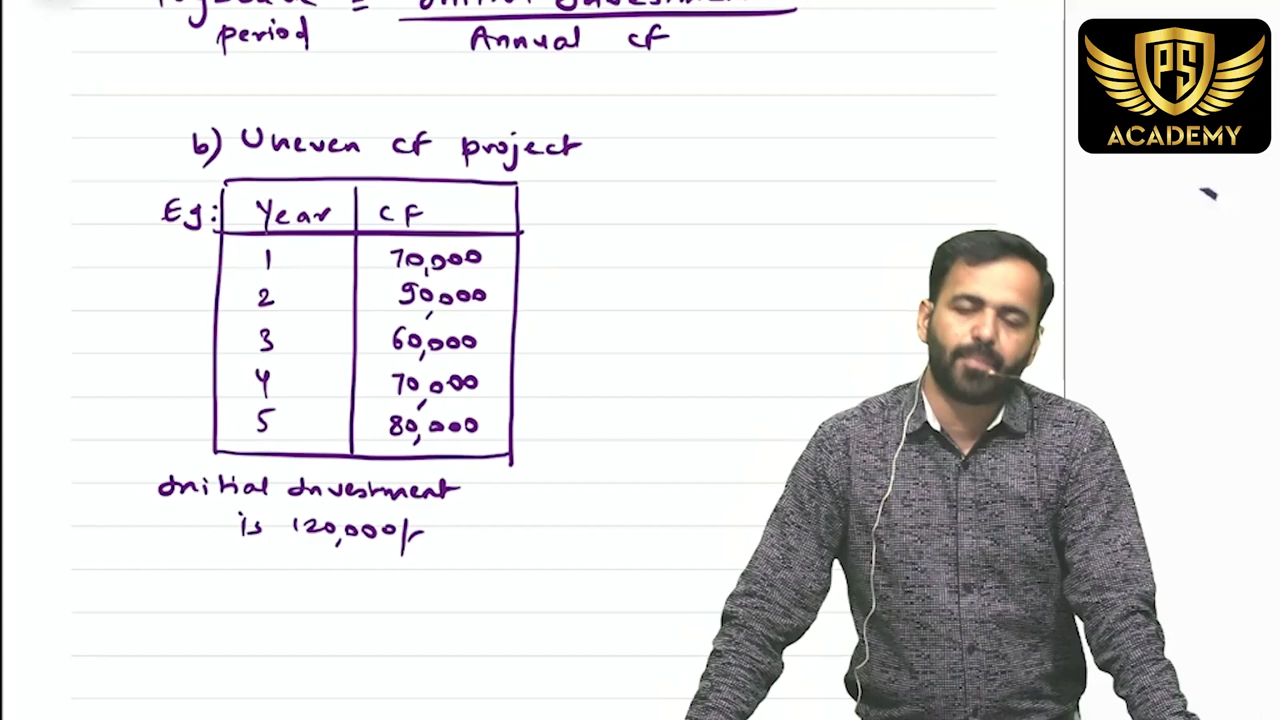 period =
Annual cf
b) Uneven cf project
Eg: Year CF
1 70,000
2 90,000
3 60,000
4 70,000
5 80,000
Initial Investment
is 120,000/-
PS
ACADEMY